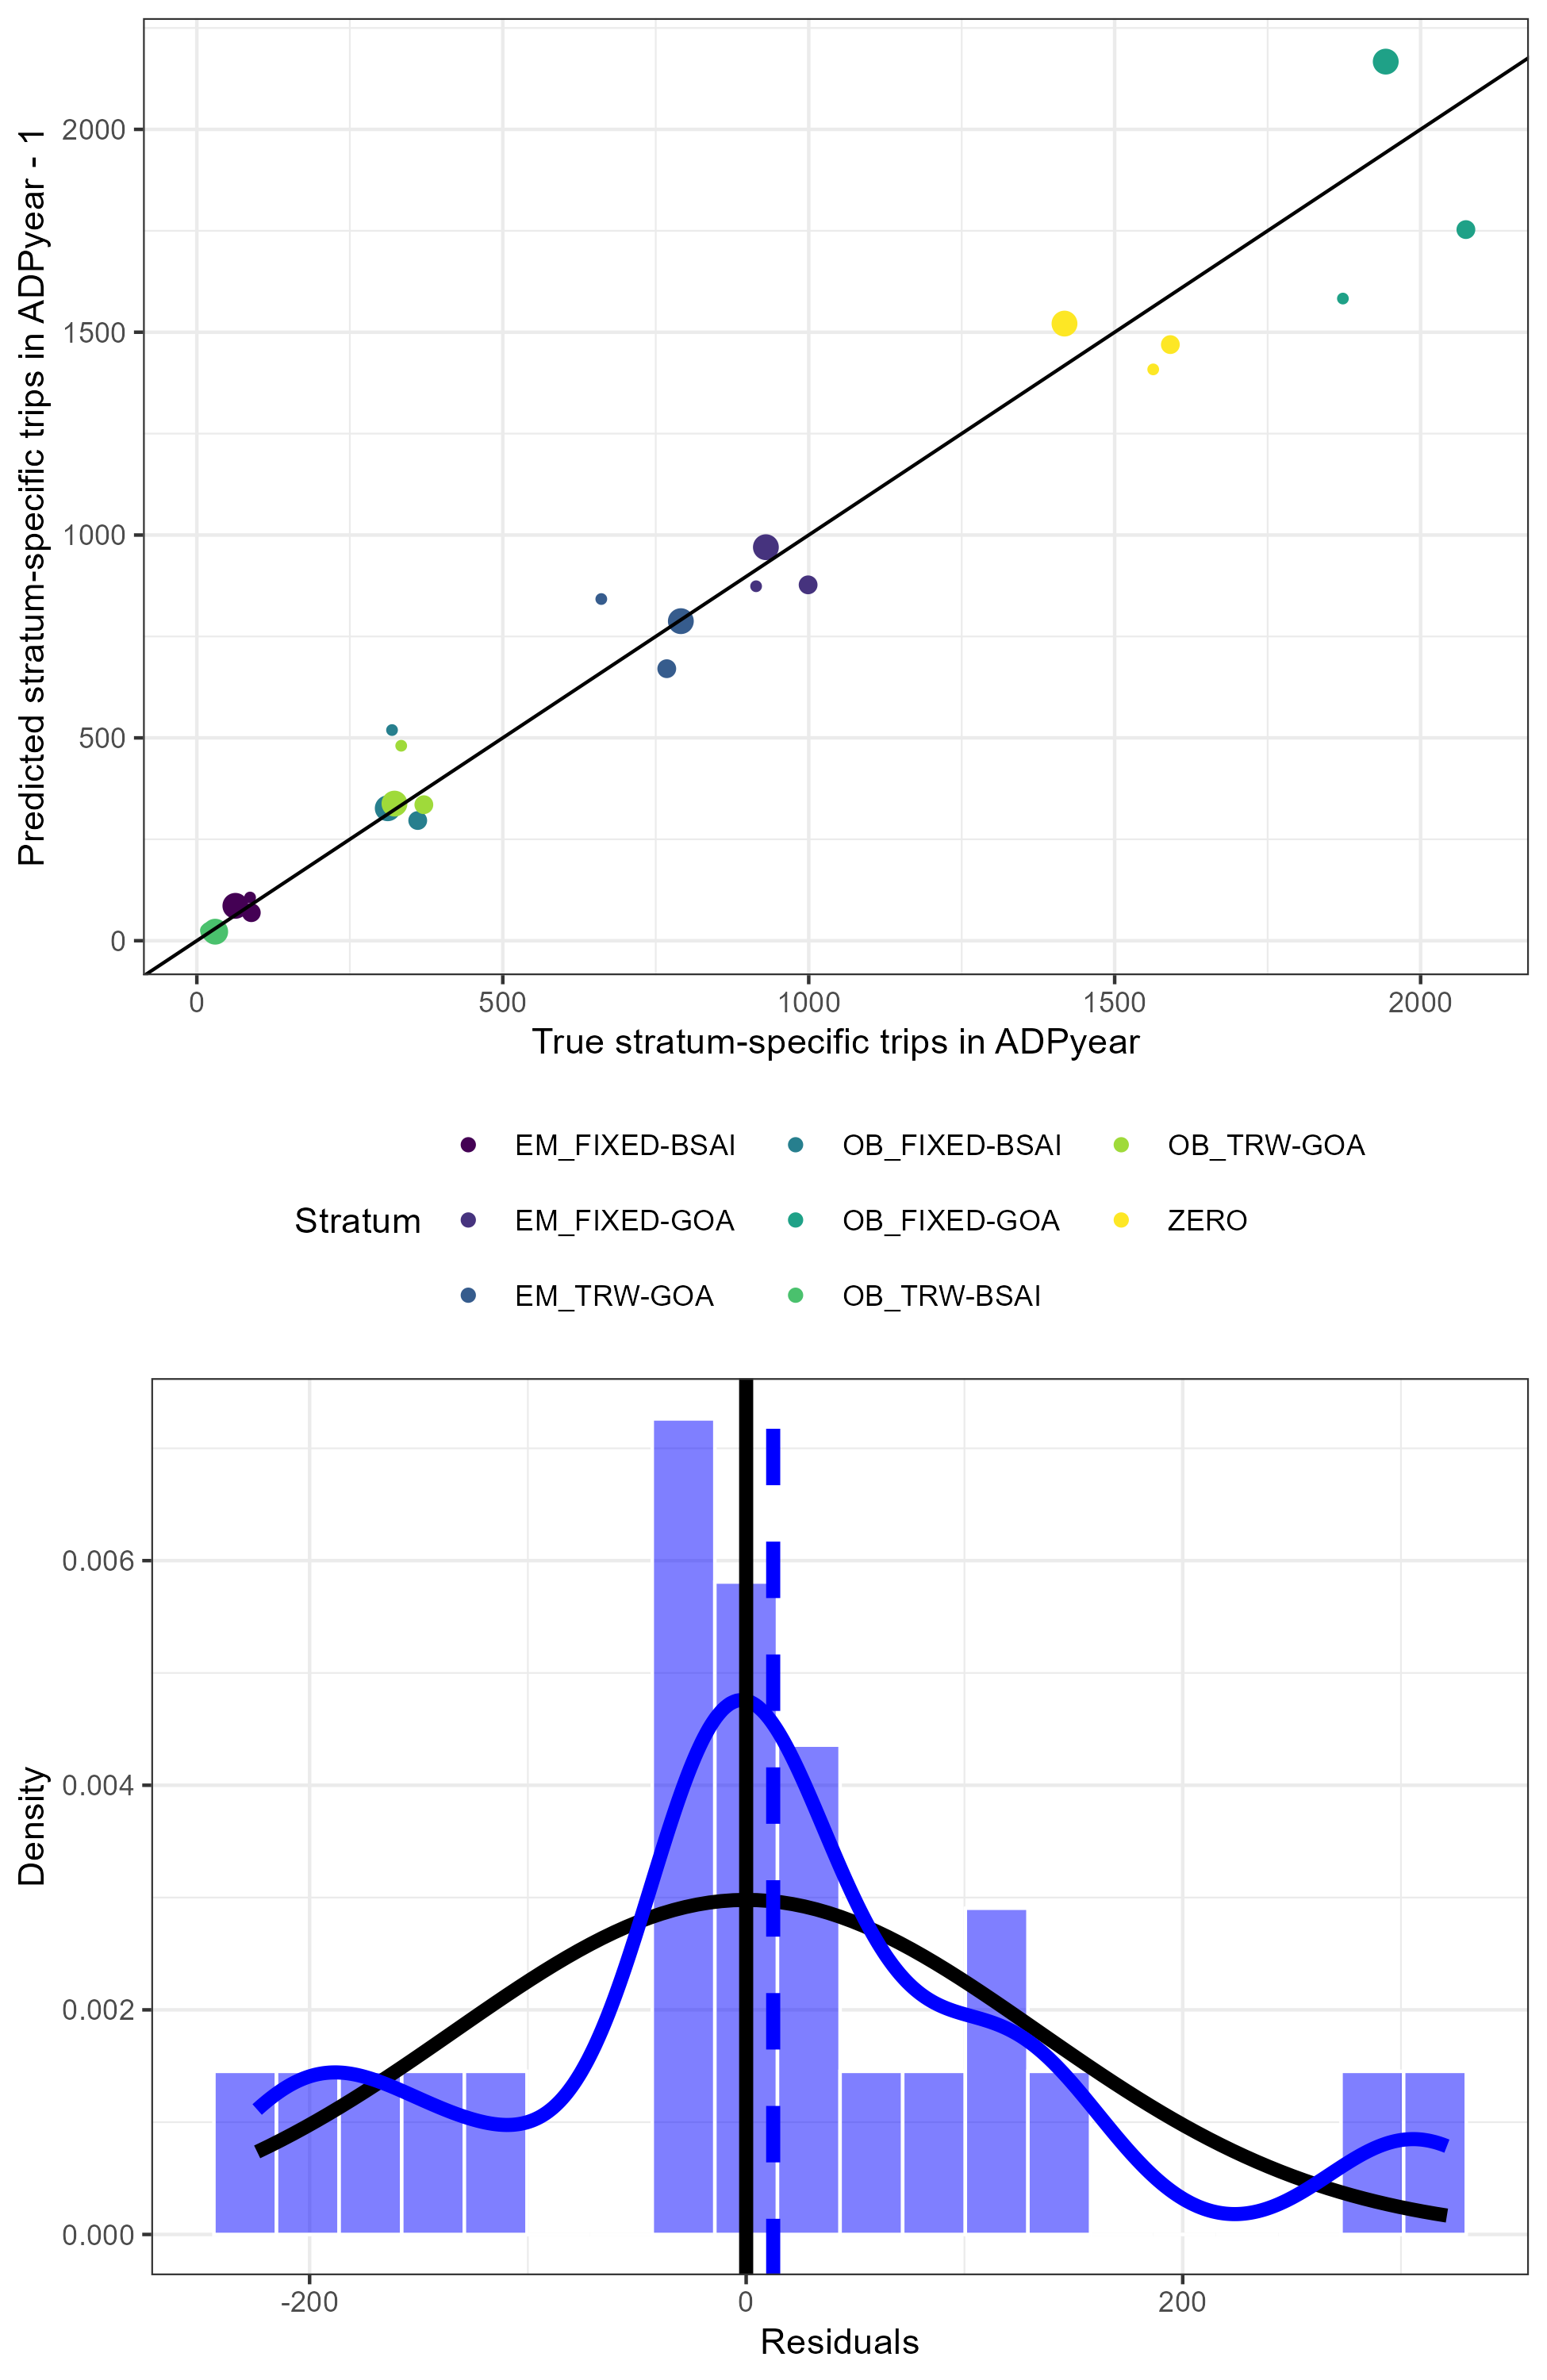 Predicted stratum-specific trips in ADPyear - 1
2000
1500
1000
500
0
0 500 1000 1500 2000
True stratum-specific trips in ADPyear
Stratum
EM_FIXED-BSAI OB_FIXED-BSAI OB_TRW-GOA
EM_FIXED-GOA OB_FIXED-GOA ZERO
EM_TRW-GOA OB_TRW-BSAI
Density
0.006
0.004
0.002
0.000
-200 0 200
Residuals